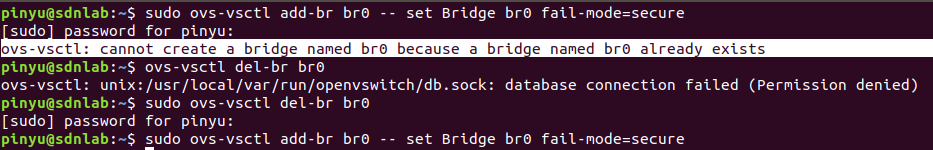 pinyu@sdnlab:~$ sudo ovs-vsctl add-br br0 -- set Bridge br0 fail-mode=secure
[sudo] password for pinyu:
ovs-vsctl: cannot create a bridge named br0 because a bridge named br0 already exists
pinyu@sdnlab:~$ ovs-vsctl del-br br0
ovs-vsctl: unix:/usr/local/var/run/openvswitch/db.sock: database connection failed (Permission denied)
pinyu@sdnlab:~$ sudo ovs-vsctl del-br br0
[sudo] password for pinyu:
pinyu@sdnlab:~$ sudo ovs-vsctl add-br br0 -- set Bridge br0 fail-mode=secure